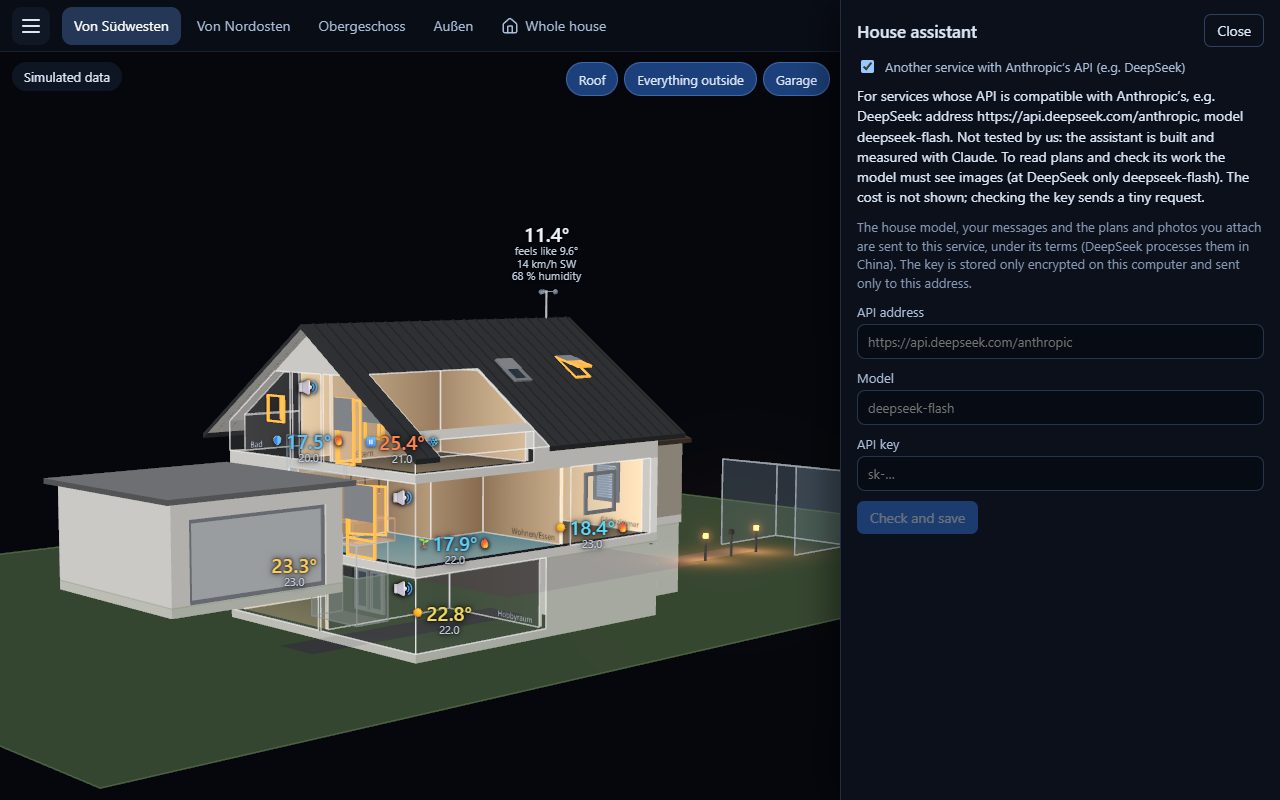 Von Südwesten
Von Nordosten
Obergeschoss
Außen
Whole house
Simulated data
Roof
Everything outside
Garage
11.4°
feels like 9.6°
14 km/h SW
68 % humidity
Bad
17.5°
20.0
25.4°
21.0
Wohnen/Essen
17.9°
22.0
18.4°
23.0
23.3°
23.0
22.8°
22.0
Hobbyraum
House assistant
Close
Another service with Anthropic's API (e.g. DeepSeek)
For services whose API is compatible with Anthropic's, e.g.
DeepSeek: address https://api.deepseek.com/anthropic, model
deepseek-flash. Not tested by us: the assistant is built and
measured with Claude. To read plans and check its work the
model must see images (at DeepSeek only deepseek-flash). The
cost is not shown; checking the key sends a tiny request.
The house model, your messages and the plans and photos you attach
are sent to this service, under its terms (DeepSeek processes them in
China). The key is stored only encrypted on this computer and sent
only to this address.
API address
https://api.deepseek.com/anthropic
Model
deepseek-flash
API key
sk-...
Check and save